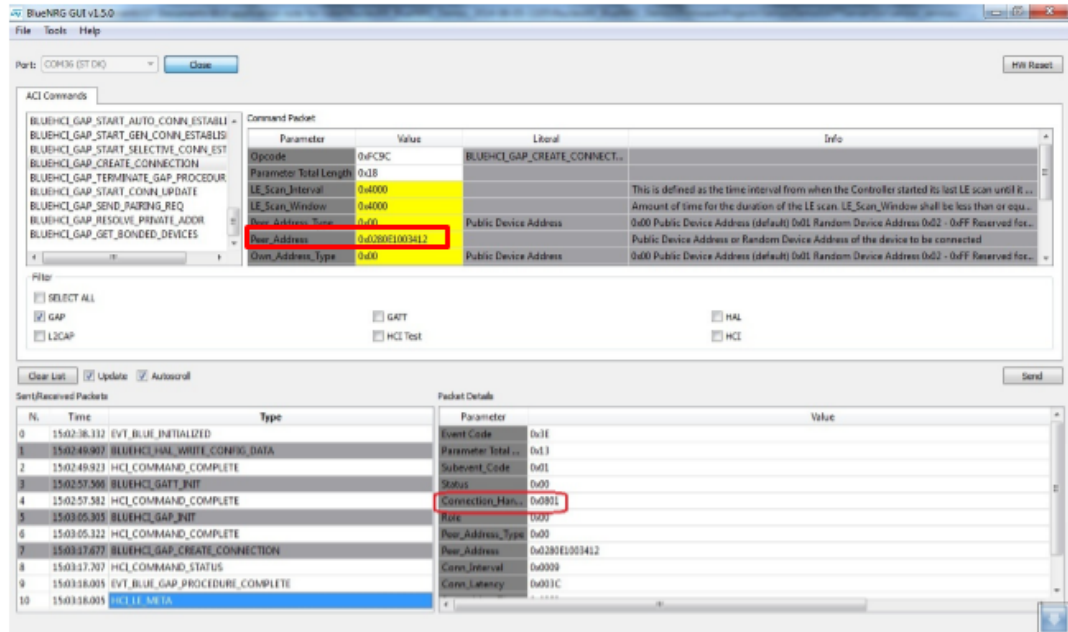 BlueNRG GUI v1.5.0
File Tools Help
Port: COM36 (ST DK) Close HW Reset
ACI Commands
BLUEHCI_GAP_START_AUTO_CONN_ESTABLI
BLUEHCI_GAP_START_GEN_CONN_ESTABLIS
BLUEHCI_GAP_START_SELECTIVE_CONN_EST
BLUEHCI_GAP_CREATE_CONNECTION
BLUEHCI_GAP_TERMINATE_GAP_PROCEDUR
BLUEHCI_GAP_START_CONN_UPDATE
BLUEHCI_GAP_SEND_PAIRING_REQ
BLUEHCI_GAP_RESOLVE_PRIVATE_ADDR
BLUEHCI_GAP_GET_BONDED_DEVICES
Command Packet
Parameter Value Literal Info
Opcode 0xFC9C BLUEHCI_GAP_CREATE_CONNECT...
Parameter Total Length 0x18
LE_Scan_Interval 0x4000 This is defined as the time interval from when the Controller started its last LE scan until it ...
LE_Scan_Window 0x4000 Amount of time for the duration of the LE scan. LE_Scan_Window shall be less than or equ...
Peer_Address_Type 0x00 Public Device Address 0x00 Public Device Address (default) 0x01 Random Device Address 0x02 - 0xFF Reserved for...
Peer_Address 0x0280E1003412 Public Device Address or Random Device Address of the device to be connected
Own_Address_Type 0x00 Public Device Address 0x00 Public Device Address (default) 0x01 Random Device Address 0x02 - 0xFF Reserved for...
Filter
SELECT ALL
GAP GATT HAL
L2CAP HCI Test HCI
Clear List Update Autoscroll Send
Sent/Received Packets
N. Time Type
0 15:02:38.332 EVT_BLUE_INITIALIZED
1 15:02:49.907 BLUEHCI_HAL_WRITE_CONFIG_DATA
2 15:02:49.923 HCI_COMMAND_COMPLETE
3 15:02:57.566 BLUEHCI_GATT_INIT
4 15:02:57.582 HCI_COMMAND_COMPLETE
5 15:03:05.305 BLUEHCI_GAP_INIT
6 15:03:05.322 HCI_COMMAND_COMPLETE
7 15:03:17.677 BLUEHCI_GAP_CREATE_CONNECTION
8 15:03:17.707 HCI_COMMAND_STATUS
9 15:03:18.005 EVT_BLUE_GAP_PROCEDURE_COMPLETE
10 15:03:18.005 HCI_LE_META
Packet Details
Parameter Value
Event Code 0x3E
Parameter Total ... 0x13
Subevent_Code 0x01
Status 0x00
Connection_Han... 0x0801
Role 0x00
Peer_Address_Type 0x00
Peer_Address 0x0280E1003412
Conn_Interval 0x0009
Conn_Latency 0x003C